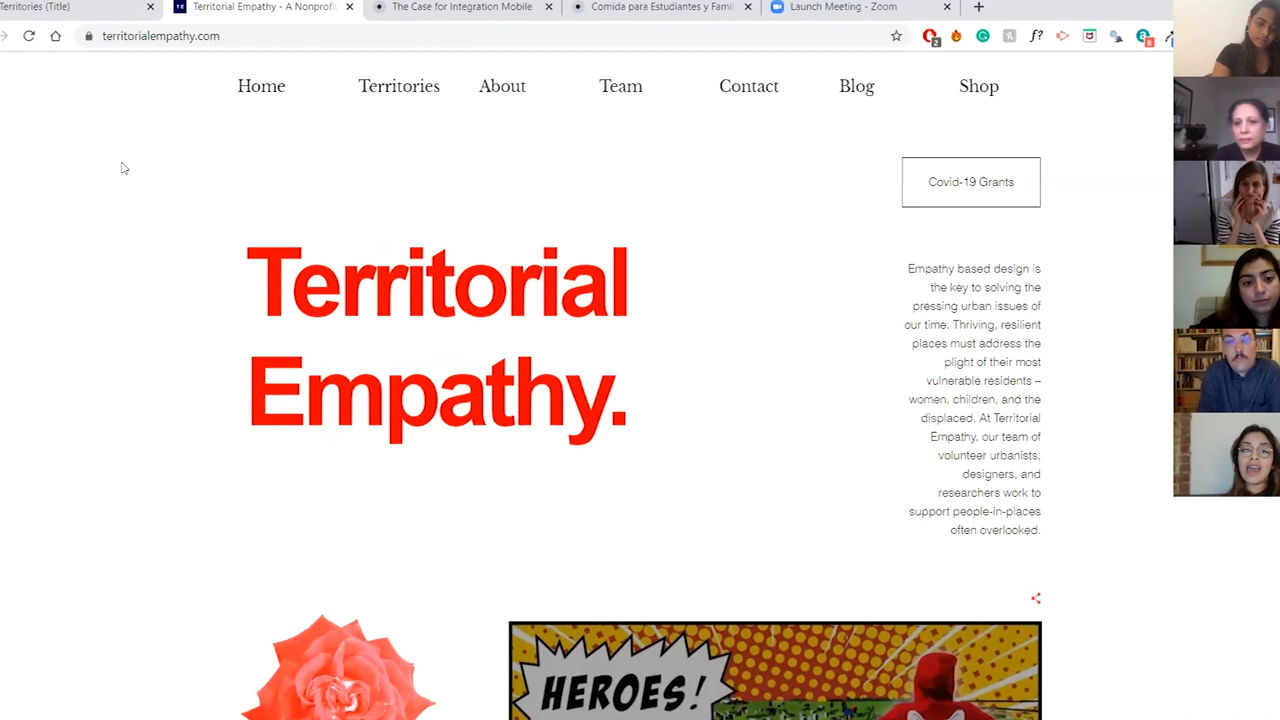 Territories (Title)
Territorial Empathy - A Nonprofi
The Case for Integration Mobile
Comida para Estudiantes y Famil
Launch Meeting - Zoom
territorialempathy.com
Home Territories About Team Contact Blog Shop
Covid-19 Grants
Territorial
Empathy.
Empathy based design is
the key to solving the
pressing urban issues of
our time. Thriving, resilient
places must address the
plight of their most
vulnerable residents –
women, children, and the
displaced. At Territorial
Empathy, our team of
volunteer urbanists,
designers, and
researchers work to
support people-in-places
often overlooked.
HEROES!